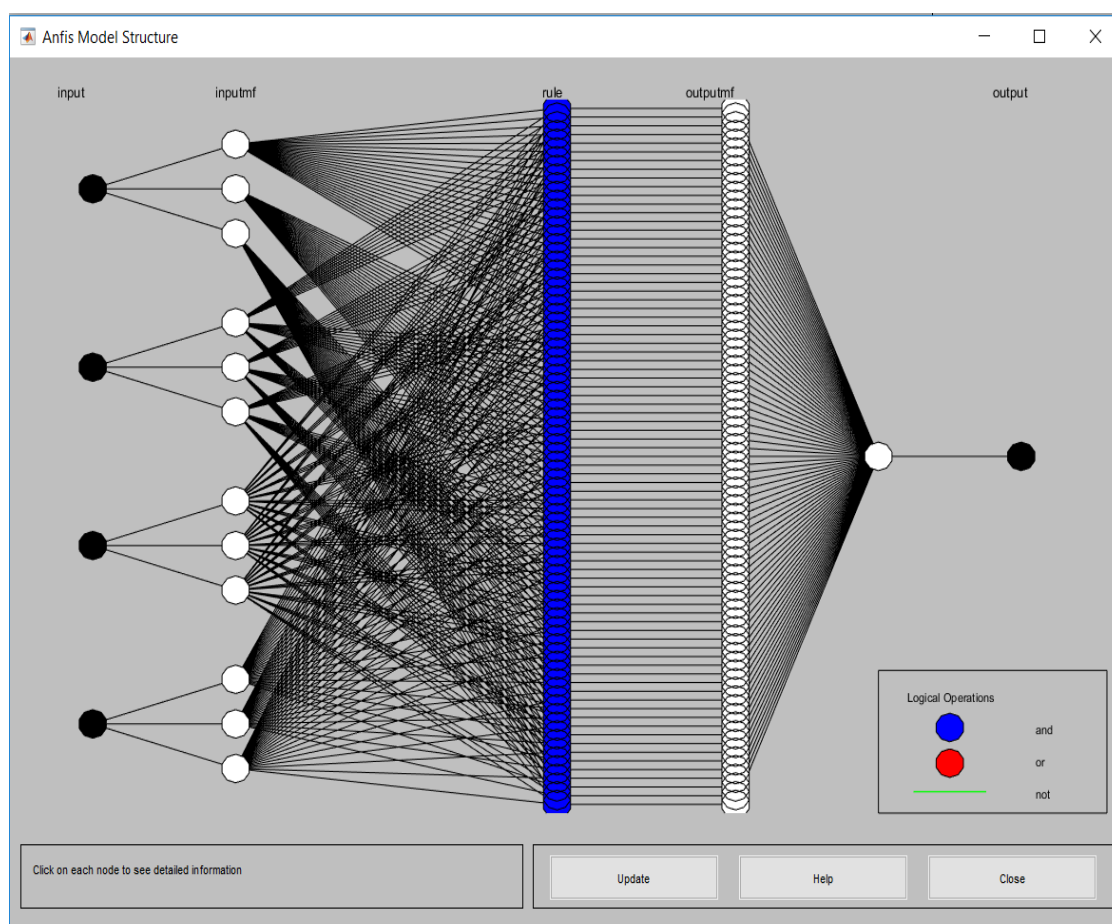 Anfis Model Structure
input
inputmf
rule
outputmf
output
Logical Operations
and
or
not
Click on each node to see detailed information
Update
Help
Close